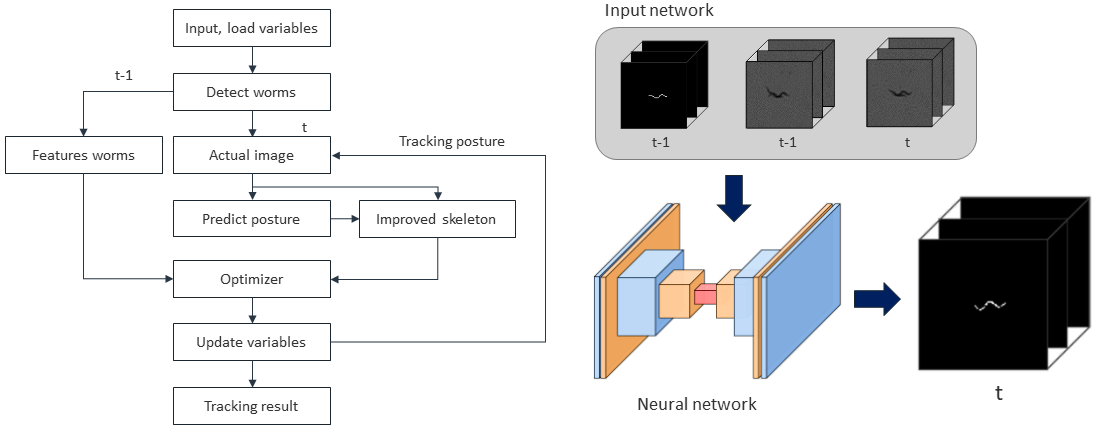 Input, load variables
t-1
Detect worms
t
Features worms
Actual image
Tracking posture
Predict posture
Improved skeleton
Optimizer
Update variables
Tracking result
Input network
t-1
t-1
t
Neural network
t